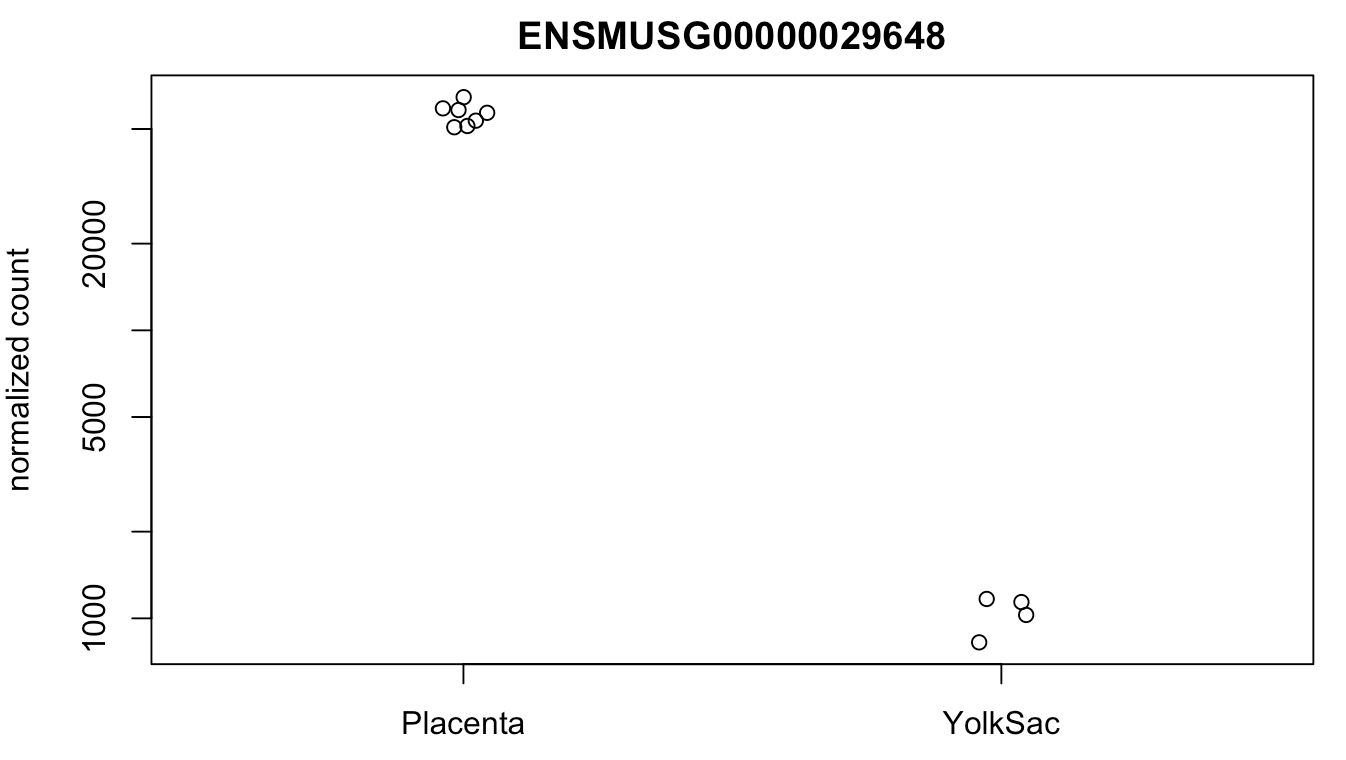 ENSMUSG00000029648
normalized count
20000
5000
1000
Placenta
YolkSac